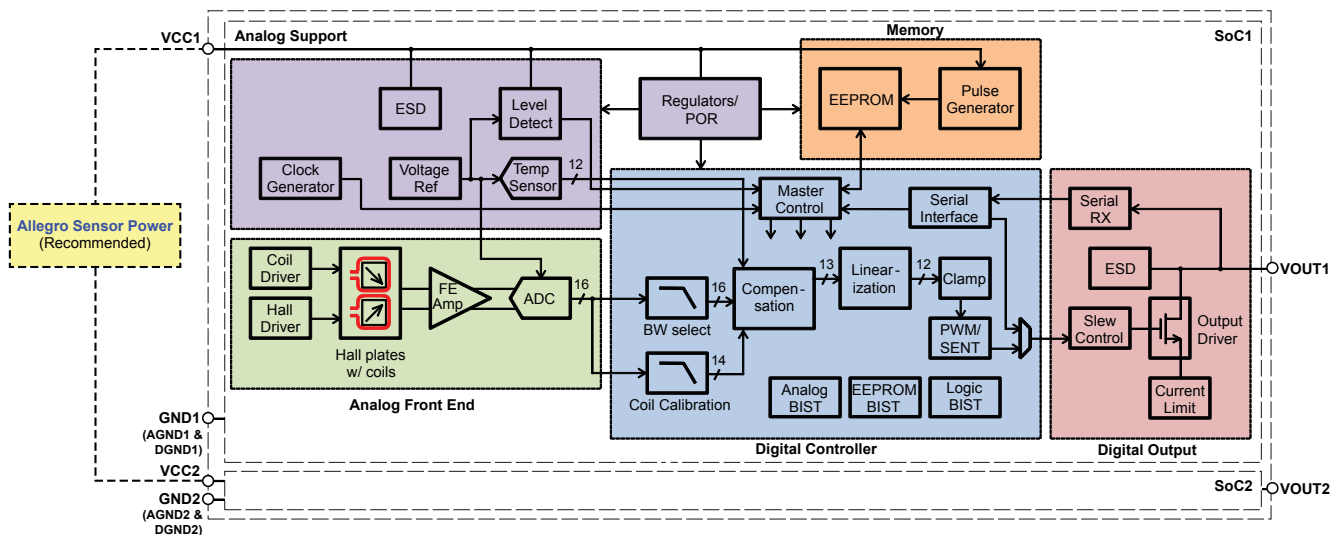 VCC1
Analog Support
Memory
SoC1
ESD
Level
Detect
Regulators/
POR
EEPROM
Pulse
Generator
Clock
Generator
Voltage
Ref
Temp
Sensor
12
Master
Control
Serial
Interface
Serial
RX
Allegro Sensor Power
(Recommended)
Coil
Driver
Hall
Driver
FE
Amp
ADC
16
Hall plates
w/ coils
Analog Front End
BW select
16
Coil Calibration
14
Compen-
sation
13
Linear-
ization
12
Clamp
PWM/
SENT
Analog
BIST
EEPROM
BIST
Logic
BIST
Digital Controller
ESD
VOUT1
Slew
Control
Output
Driver
Current
Limit
Digital Output
GND1
(AGND1 &
DGND1)
VCC2
GND2
(AGND2 &
DGND2)
SoC2
VOUT2